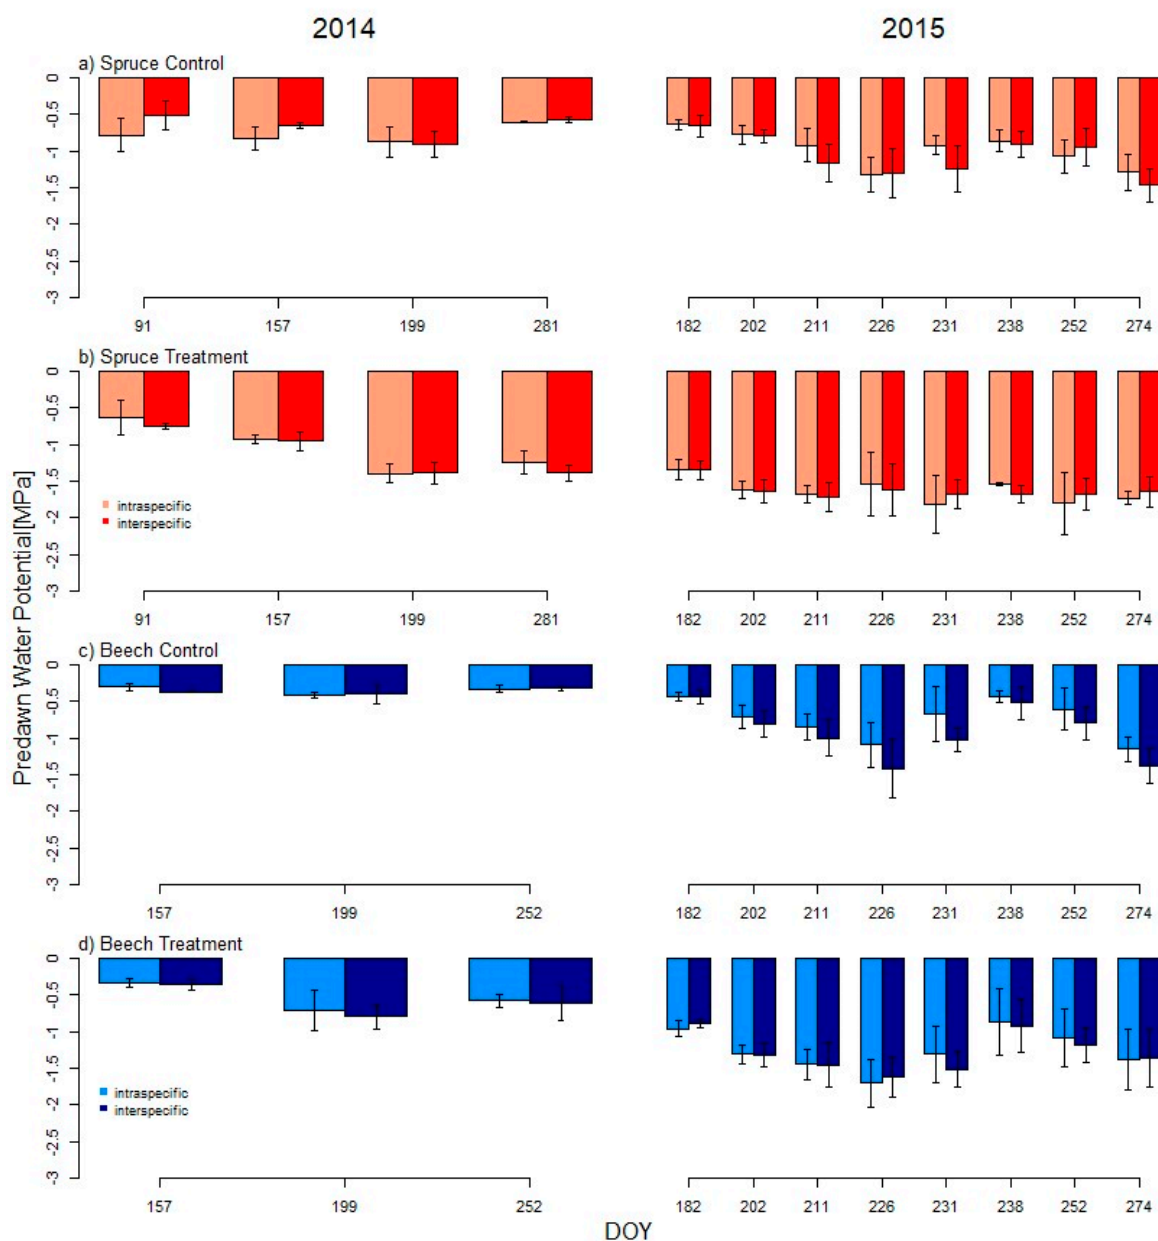 2014 2015
a) Spruce Control
0 -0.5 -1 -1.5 -2 -2.5 -3
91 157 199 281 182 202 211 226 231 238 252 274
b) Spruce Treatment
0 -0.5 -1 -1.5 -2 -2.5 -3
intraspecific
interspecific
91 157 199 281 182 202 211 226 231 238 252 274
Predawn Water Potential[MPa]
c) Beech Control
0 -0.5 -1 -1.5 -2 -2.5 -3
157 199 252 182 202 211 226 231 238 252 274
d) Beech Treatment
0 -0.5 -1 -1.5 -2 -2.5 -3
intraspecific
interspecific
157 199 252 182 202 211 226 231 238 252 274
DOY